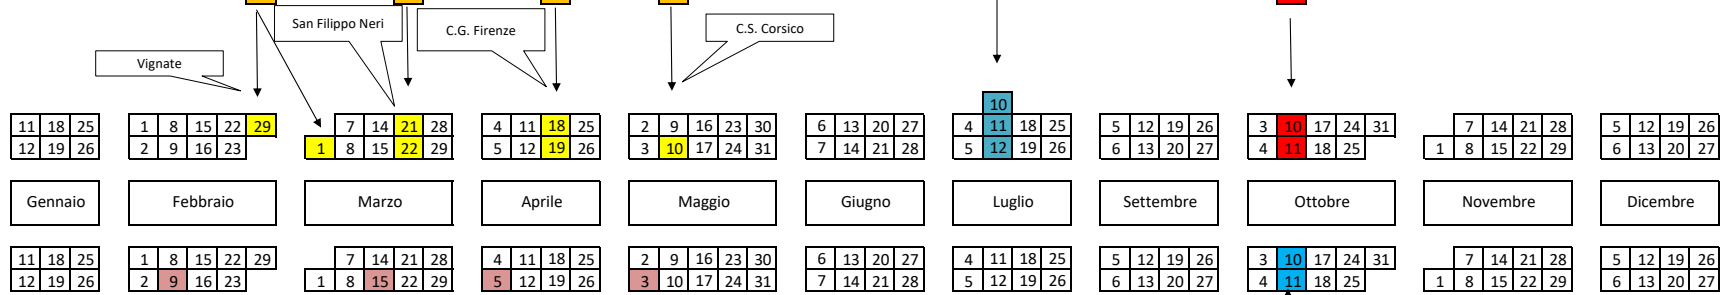 San Filippo Neri
C.G. Firenze
C.S. Corsico
Vignate
10
11 18 25 1 8 15 22 29 7 14 21 28 4 11 18 25 2 9 16 23 30 6 13 20 27 4 11 18 25 5 12 19 26 3 10 17 24 31 7 14 21 28 5 12 19 26
12 19 26 2 9 16 23 1 8 15 22 29 5 12 19 26 3 10 17 24 31 7 14 21 28 5 12 19 26 6 13 20 27 4 11 18 25 1 8 15 22 29 6 13 20 27
Gennaio Febbraio Marzo Aprile Maggio Giugno Luglio Settembre Ottobre Novembre Dicembre
11 18 25 1 8 15 22 29 7 14 21 28 4 11 18 25 2 9 16 23 30 6 13 20 27 4 11 18 25 5 12 19 26 3 10 17 24 31 7 14 21 28 5 12 19 26
12 19 26 2 9 16 23 1 8 15 22 29 5 12 19 26 3 10 17 24 31 7 14 21 28 5 12 19 26 6 13 20 27 4 11 18 25 1 8 15 22 29 6 13 20 27